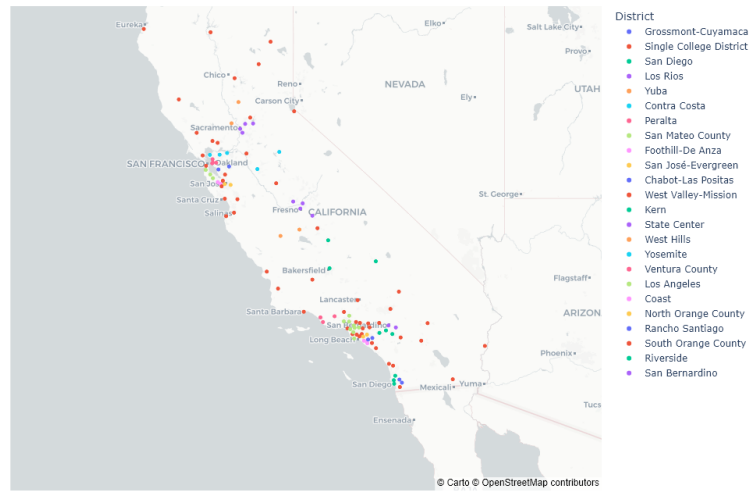 Eureka
Elko
Salt Lake City
Provo
Chico
Reno
NEVADA
Ely
UTAH
Carson City
Sacramento
SAN FRANCISCO
Oakland
San Jo
Santa Cruz
Salinas
Fresno
CALIFORNIA
St. George
Bakersfield
Flagstaff
Lancaster
Santa Barbara
San Bernardino
ARIZON
Long Beach
Phoenix
San Diego
Mexicali
Yuma
Tucs
Ensenada
© Carto © OpenStreetMap contributors
District
Grossmont-Cuyamaca
Single College District
San Diego
Los Rios
Yuba
Contra Costa
Peralta
San Mateo County
Foothill-De Anza
San José-Evergreen
Chabot-Las Positas
West Valley-Mission
Kern
State Center
West Hills
Yosemite
Ventura County
Los Angeles
Coast
North Orange County
Rancho Santiago
South Orange County
Riverside
San Bernardino